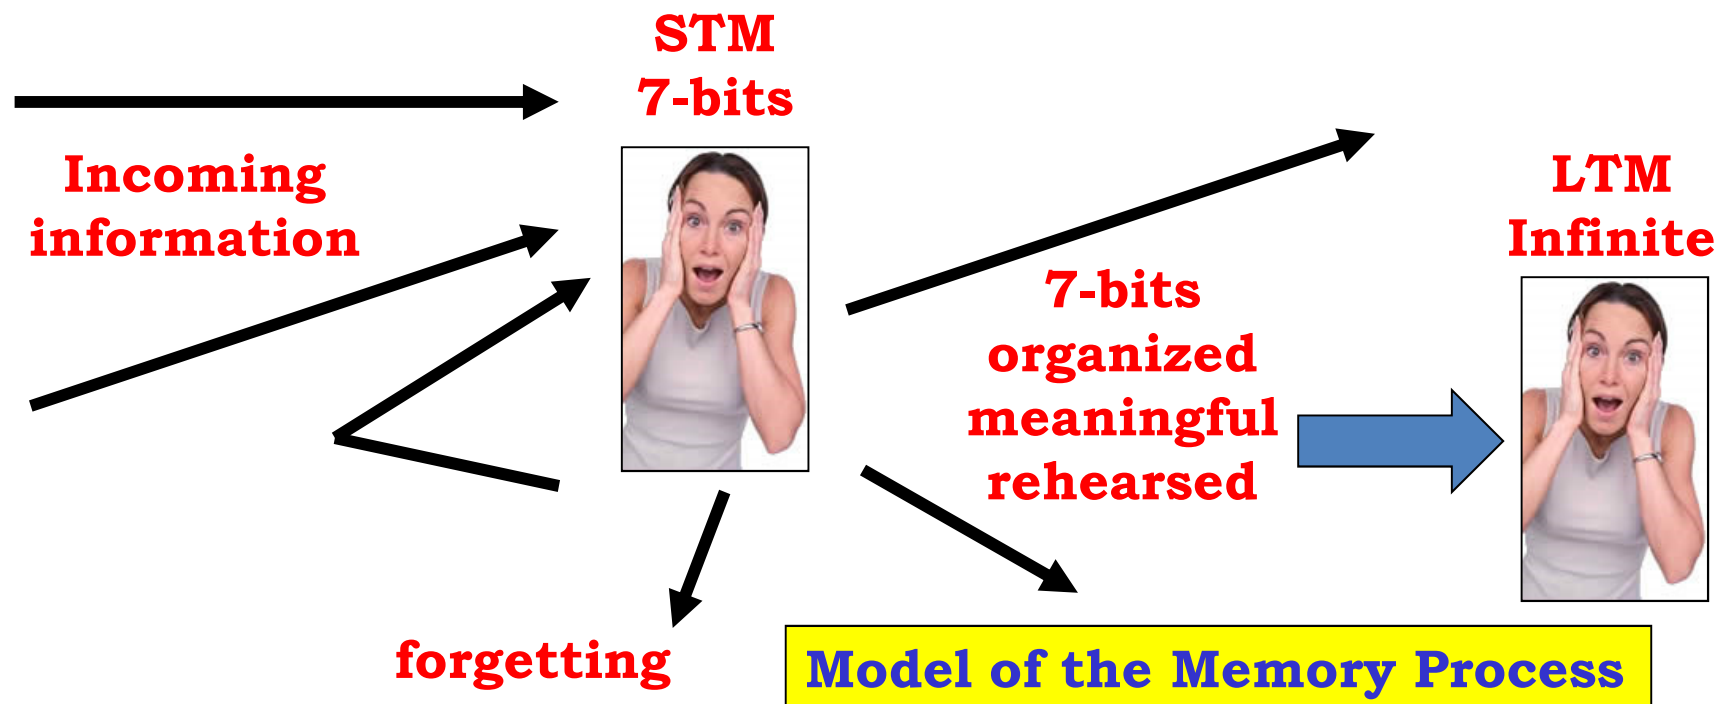 STM
7-bits
Incoming
information
LTM
Infinite
7-bits
organized
meaningful
rehearsed
forgetting
Model of the Memory Process